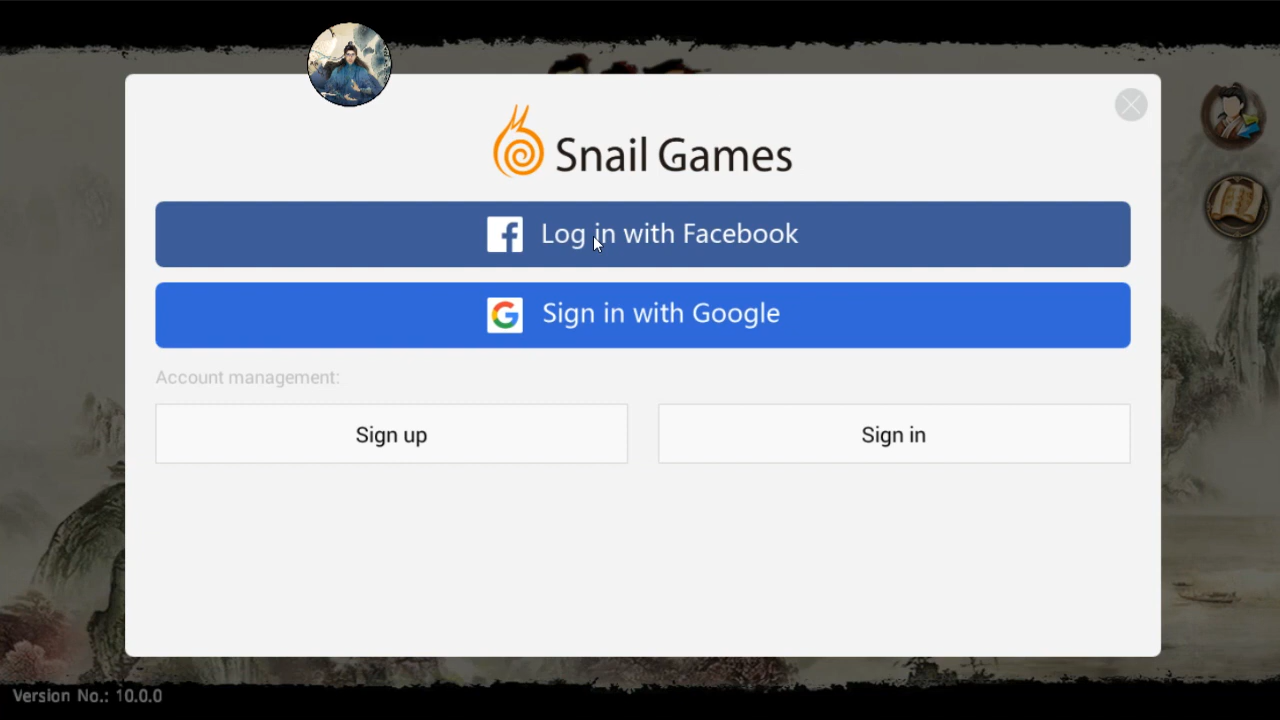 Snail Games
Log in with Facebook
Sign in with Google
Account management:
Sign up
Sign in
Version No.: 10.0.0